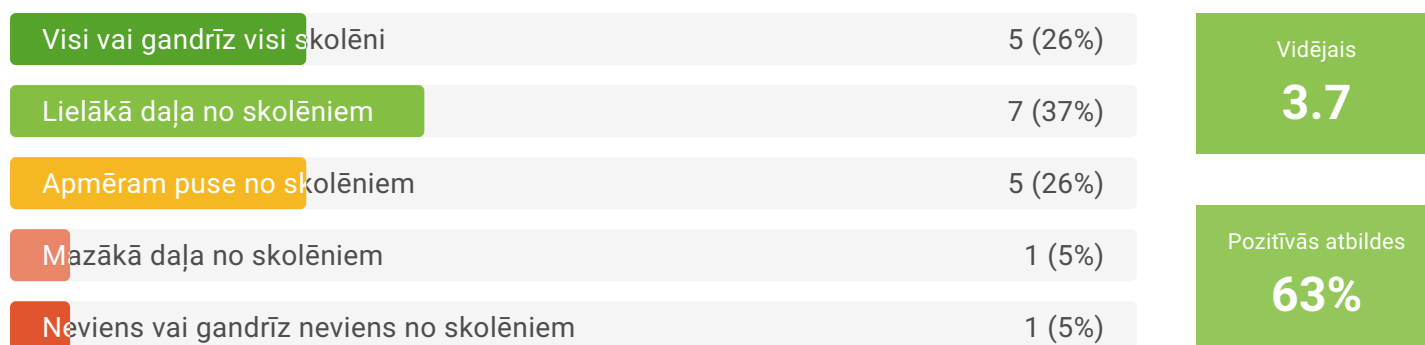 Visi vai gandrīz visi skolēni 5 (26%)
Lielākā daļa no skolēniem 7 (37%)
Apmēram puse no skolēniem 5 (26%)
Mazākā daļa no skolēniem 1 (5%)
Neviens vai gandrīz neviens no skolēniem 1 (5%)
Vidējais
3.7
Pozitīvās atbildes
63%